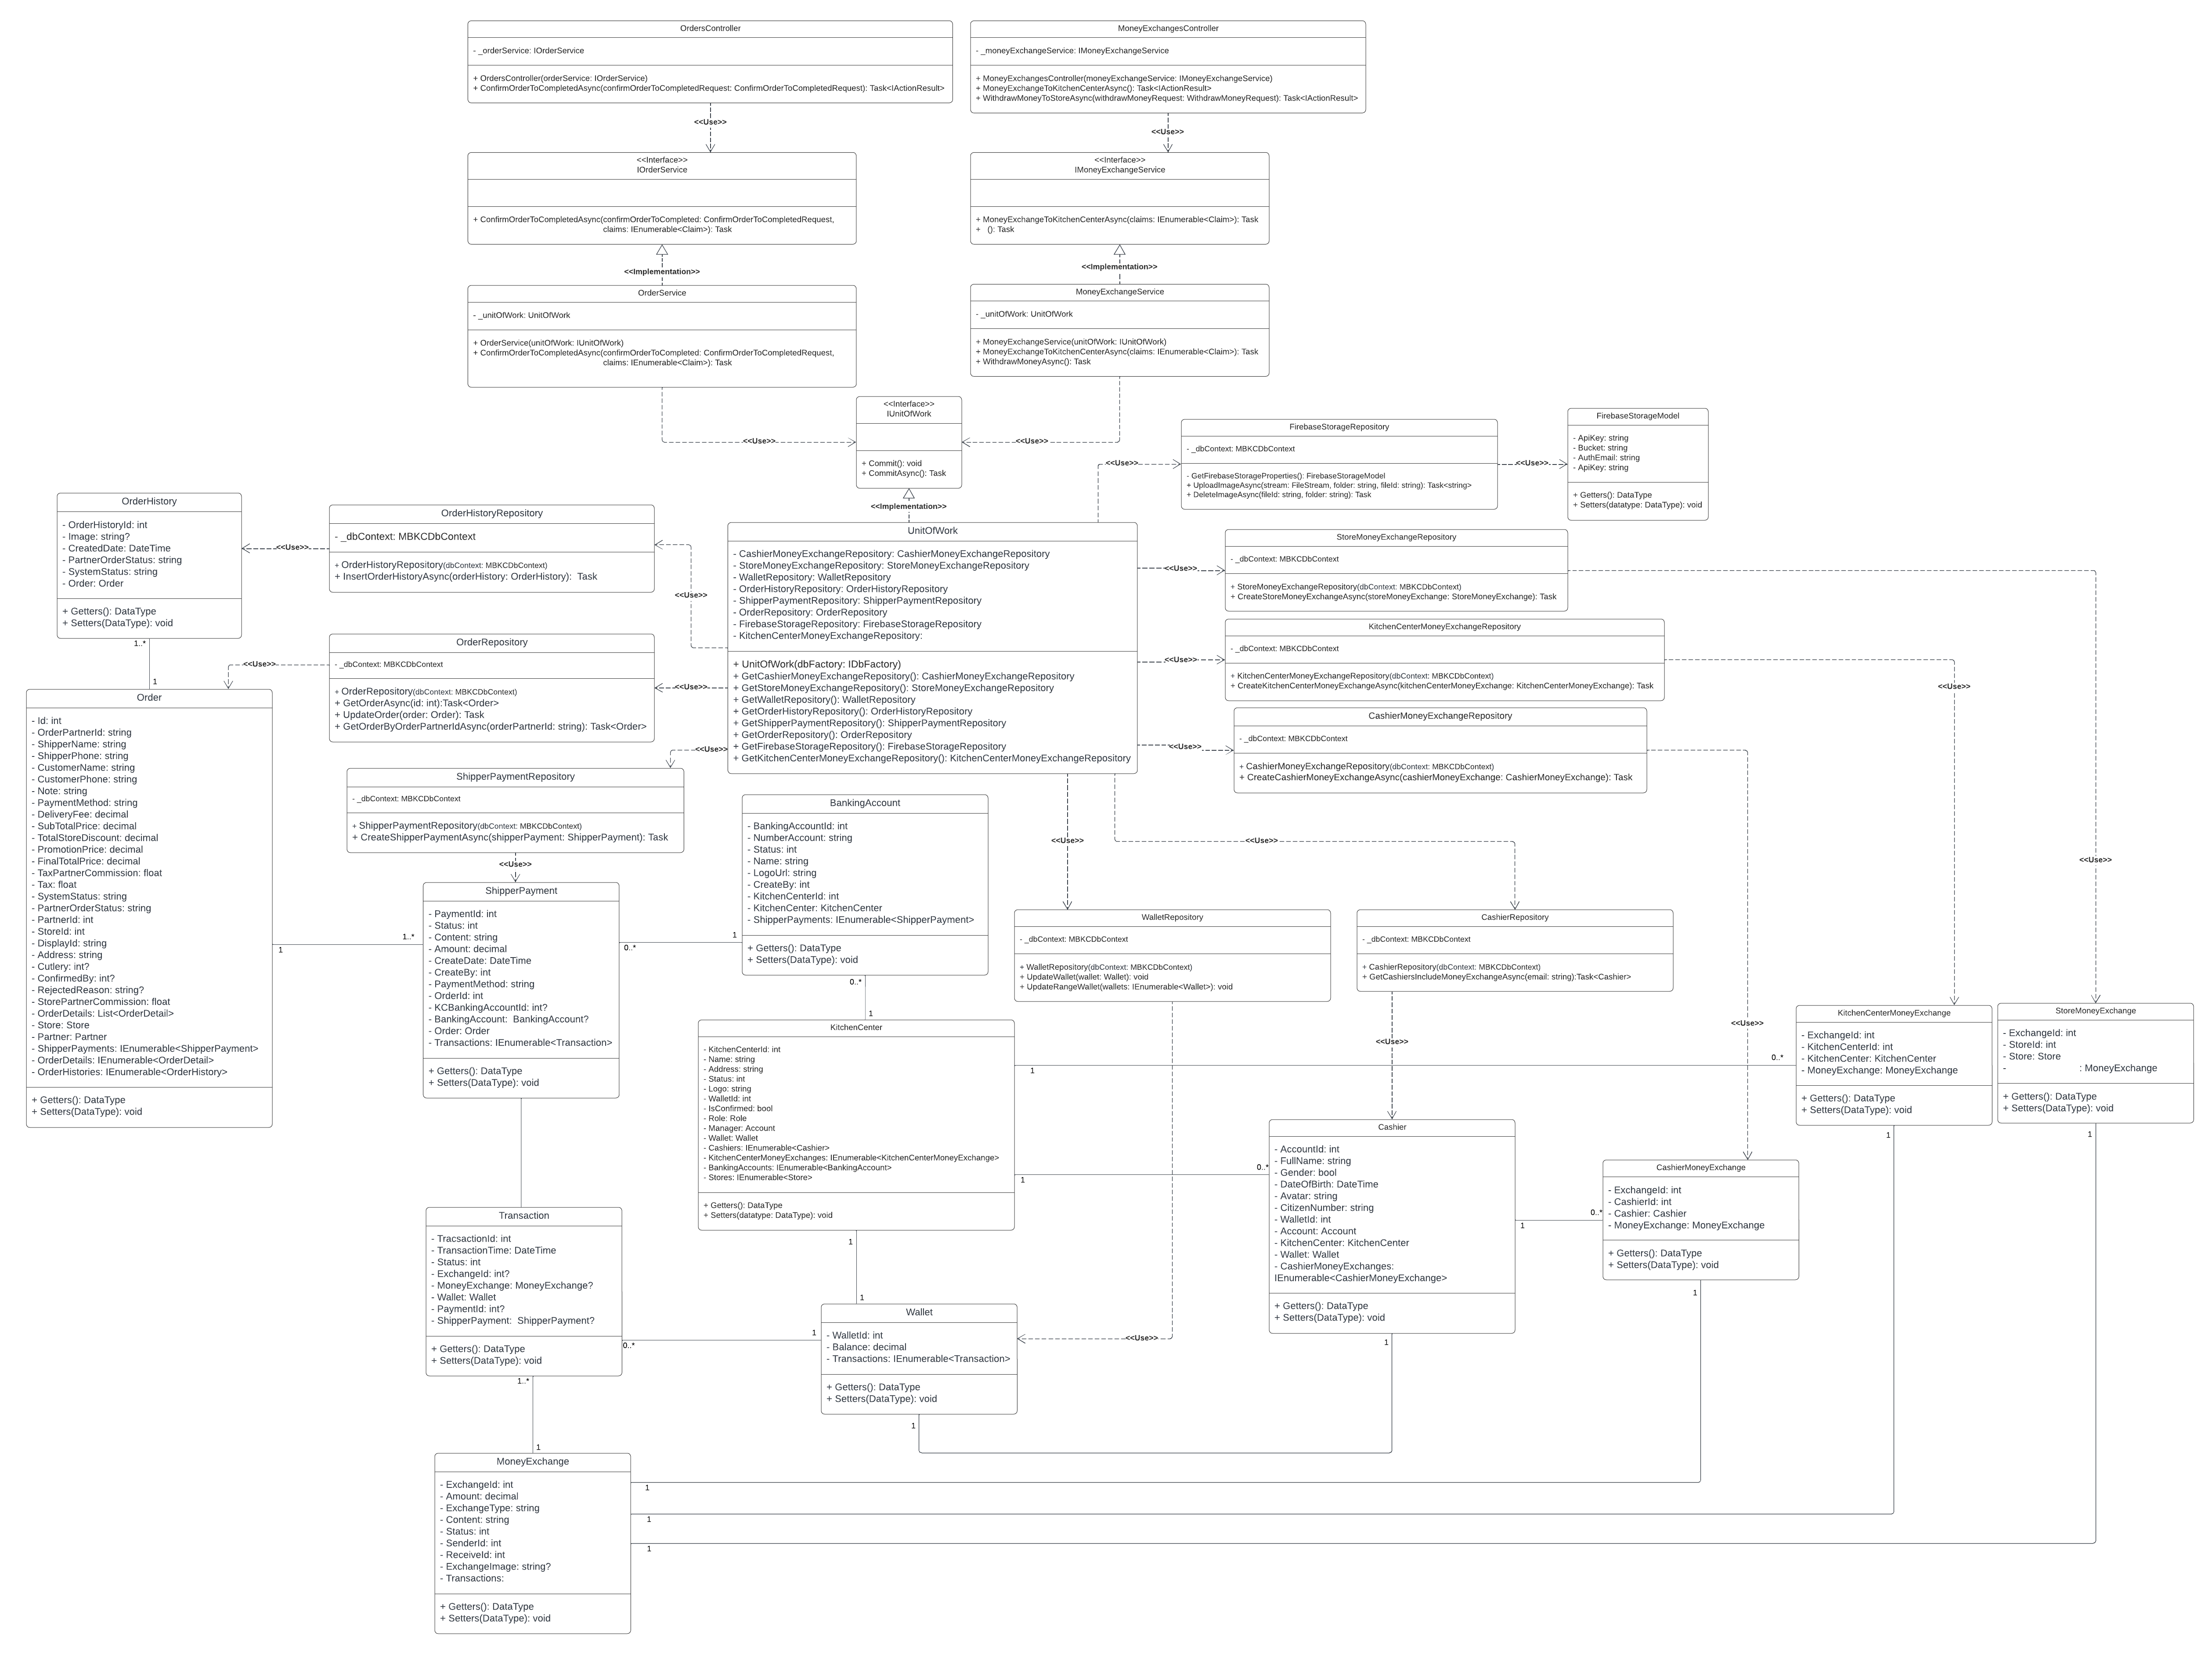 OrdersController
- _orderService: IOrderService
+ OrdersController(orderService: IOrderService)
+ ConfirmOrderToCompletedAsync(confirmOrderToCompletedRequest: ConfirmOrderToCompletedRequest): Task<IActionResult>
MoneyExchangesController
- _moneyExchangeService: IMoneyExchangeService
+ MoneyExchangesController(moneyExchangeService: IMoneyExchangeService)
+ MoneyExchangeToKitchenCenterAsync(): Task<IActionResult>
+ WithdrawMoneyToStoreAsync(withdrawMoneyRequest: WithdrawMoneyRequest): Task<IActionResult>
<<Use>>
<<Use>>
<<Interface>>
IOrderService
+ ConfirmOrderToCompletedAsync(confirmOrderToCompleted: ConfirmOrderToCompletedRequest,
claims: IEnumerable<Claim>): Task
<<Interface>>
IMoneyExchangeService
+ MoneyExchangeToKitchenCenterAsync(claims: IEnumerable<Claim>): Task
+ (): Task
<<Implementation>>
<<Implementation>>
OrderService
- _unitOfWork: UnitOfWork
+ OrderService(unitOfWork: IUnitOfWork)
+ ConfirmOrderToCompletedAsync(confirmOrderToCompleted: ConfirmOrderToCompletedRequest,
claims: IEnumerable<Claim>): Task
MoneyExchangeService
- _unitOfWork: UnitOfWork
+ MoneyExchangeService(unitOfWork: IUnitOfWork)
+ MoneyExchangeToKitchenCenterAsync(claims: IEnumerable<Claim>): Task
+ WithdrawMoneyAsync(): Task
<<Interface>>
IUnitOfWork
+ Commit(): void
+ CommitAsync(): Task
<<Use>>
<<Use>>
<<Implementation>>
FirebaseStorageRepository
- _dbContext: MBKCDbContext
- GetFirebaseStorageProperties(): FirebaseStorageModel
+ UploadImageAsync(stream: FileStream, folder: string, fileId: string): Task<string>
+ DeleteImageAsync(fileId: string, folder: string): Task
<<Use>>
<<Use>>
FirebaseStorageModel
- ApiKey: string
- Bucket: string
- AuthEmail: string
- ApiKey: string
+ Getters(): DataType
+ Setters(datatype: DataType): void
OrderHistory
- OrderHistoryId: int
- Image: string?
- CreatedDate: DateTime
- PartnerOrderStatus: string
- SystemStatus: string
- Order: Order
+ Getters(): DataType
+ Setters(DataType): void
<<Use>>
OrderHistoryRepository
- _dbContext: MBKCDbContext
+ OrderHistoryRepository(dbContext: MBKCDbContext)
+ InsertOrderHistoryAsync(orderHistory: OrderHistory): Task
<<Use>>
UnitOfWork
- CashierMoneyExchangeRepository: CashierMoneyExchangeRepository
- StoreMoneyExchangeRepository: StoreMoneyExchangeRepository
- WalletRepository: WalletRepository
- OrderHistoryRepository: OrderHistoryRepository
- ShipperPaymentRepository: ShipperPaymentRepository
- OrderRepository: OrderRepository
- FirebaseStorageRepository: FirebaseStorageRepository
- KitchenCenterMoneyExchangeRepository:
+ UnitOfWork(dbFactory: IDbFactory)
+ GetCashierMoneyExchangeRepository(): CashierMoneyExchangeRepository
+ GetStoreMoneyExchangeRepository(): StoreMoneyExchangeRepository
+ GetWalletRepository(): WalletRepository
+ GetOrderHistoryRepository(): OrderHistoryRepository
+ GetShipperPaymentRepository(): ShipperPaymentRepository
+ GetOrderRepository(): OrderRepository
+ GetFirebaseStorageRepository(): FirebaseStorageRepository
+ GetKitchenCenterMoneyExchangeRepository(): KitchenCenterMoneyExchangeRepository
<<Use>>
StoreMoneyExchangeRepository
- _dbContext: MBKCDbContext
+ StoreMoneyExchangeRepository(dbContext: MBKCDbContext)
+ CreateStoreMoneyExchangeAsync(storeMoneyExchange: StoreMoneyExchange): Task
<<Use>>
KitchenCenterMoneyExchangeRepository
- _dbContext: MBKCDbContext
+ KitchenCenterMoneyExchangeRepository(dbContext: MBKCDbContext)
+ CreateKitchenCenterMoneyExchangeAsync(kitchenCenterMoneyExchange: KitchenCenterMoneyExchange): Task
<<Use>>
<<Use>>
CashierMoneyExchangeRepository
- _dbContext: MBKCDbContext
+ CashierMoneyExchangeRepository(dbContext: MBKCDbContext)
+ CreateCashierMoneyExchangeAsync(cashierMoneyExchange: CashierMoneyExchange): Task
1..*
1
<<Use>>
OrderRepository
- _dbContext: MBKCDbContext
+ OrderRepository(dbContext: MBKCDbContext)
+ GetOrderAsync(id: int):Task<Order>
+ UpdateOrder(order: Order): Task
+ GetOrderByOrderPartnerIdAsync(orderPartnerId: string): Task<Order>
<<Use>>
<<Use>>
Order
- Id: int
- OrderPartnerId: string
- ShipperName: string
- ShipperPhone: string
- CustomerName: string
- CustomerPhone: string
- Note: string
- PaymentMethod: string
- DeliveryFee: decimal
- SubTotalPrice: decimal
- TotalStoreDiscount: decimal
- PromotionPrice: decimal
- FinalTotalPrice: decimal
- TaxPartnerCommission: float
- Tax: float
- SystemStatus: string
- PartnerOrderStatus: string
- PartnerId: int
- StoreId: int
- DisplayId: string
- Address: string
- Cutlery: int?
- ConfirmedBy: int?
- RejectedReason: string?
- StorePartnerCommission: float
- OrderDetails: List<OrderDetail>
- Store: Store
- Partner: Partner
- ShipperPayments: IEnumerable<ShipperPayment>
- OrderDetails: IEnumerable<OrderDetail>
- OrderHistories: IEnumerable<OrderHistory>
+ Getters(): DataType
+ Setters(DataType): void
ShipperPaymentRepository
- _dbContext: MBKCDbContext
+ ShipperPaymentRepository(dbContext: MBKCDbContext)
+ CreateShipperPaymentAsync(shipperPayment: ShipperPayment): Task
<<Use>>
ShipperPayment
- PaymentId: int
- Status: int
- Content: string
- Amount: decimal
- CreateDate: DateTime
- CreateBy: int
- PaymentMethod: string
- OrderId: int
- KCBankingAccountId: int?
- BankingAccount: BankingAccount?
- Order: Order
- Transactions: IEnumerable<Transaction>
+ Getters(): DataType
+ Setters(DataType): void
1
1..*
0..*
1
BankingAccount
- BankingAccountId: int
- NumberAccount: string
- Status: int
- Name: string
- LogoUrl: string
- CreateBy: int
- KitchenCenterId: int
- KitchenCenter: KitchenCenter
- ShipperPayments: IEnumerable<ShipperPayment>
+ Getters(): DataType
+ Setters(DataType): void
0..*
1
<<Use>>
<<Use>>
<<Use>>
WalletRepository
- _dbContext: MBKCDbContext
+ WalletRepository(dbContext: MBKCDbContext)
+ UpdateWallet(wallet: Wallet): void
+ UpdateRangeWallet(wallets: IEnumerable<Wallet>): void
CashierRepository
- _dbContext: MBKCDbContext
+ CashierRepository(dbContext: MBKCDbContext)
+ GetCashiersIncludeMoneyExchangeAsync(email: string):Task<Cashier>
KitchenCenter
- KitchenCenterId: int
- Name: string
- Address: string
- Status: int
- Logo: string
- WalletId: int
- IsConfirmed: bool
- Role: Role
- Manager: Account
- Wallet: Wallet
- Cashiers: IEnumerable<Cashier>
- KitchenCenterMoneyExchanges: IEnumerable<KitchenCenterMoneyExchange>
- BankingAccounts: IEnumerable<BankingAccount>
- Stores: IEnumerable<Store>
+ Getters(): DataType
+ Setters(datatype: DataType): void
1
0..*
1
0..*
<<Use>>
<<Use>>
KitchenCenterMoneyExchange
- ExchangeId: int
- KitchenCenterId: int
- KitchenCenter: KitchenCenter
- MoneyExchange: MoneyExchange
+ Getters(): DataType
+ Setters(DataType): void
StoreMoneyExchange
- ExchangeId: int
- StoreId: int
- Store: Store
- : MoneyExchange
+ Getters(): DataType
+ Setters(DataType): void
1
1
Cashier
- AccountId: int
- FullName: string
- Gender: bool
- DateOfBirth: DateTime
- Avatar: string
- CitizenNumber: string
- WalletId: int
- Account: Account
- KitchenCenter: KitchenCenter
- Wallet: Wallet
- CashierMoneyExchanges:
IEnumerable<CashierMoneyExchange>
+ Getters(): DataType
+ Setters(DataType): void
1
0..*
CashierMoneyExchange
- ExchangeId: int
- CashierId: int
- Cashier: Cashier
- MoneyExchange: MoneyExchange
+ Getters(): DataType
+ Setters(DataType): void
1
Transaction
- TracsactionId: int
- TransactionTime: DateTime
- Status: int
- ExchangeId: int?
- MoneyExchange: MoneyExchange?
- Wallet: Wallet
- PaymentId: int?
- ShipperPayment: ShipperPayment?
+ Getters(): DataType
+ Setters(DataType): void
1
1
0..*
1
Wallet
- WalletId: int
- Balance: decimal
- Transactions: IEnumerable<Transaction>
+ Getters(): DataType
+ Setters(DataType): void
<<Use>>
1
1
1..*
1
MoneyExchange
- ExchangeId: int
- Amount: decimal
- ExchangeType: string
- Content: string
- Status: int
- SenderId: int
- ReceiveId: int
- ExchangeImage: string?
- Transactions:
+ Getters(): DataType
+ Setters(DataType): void
1
1
1